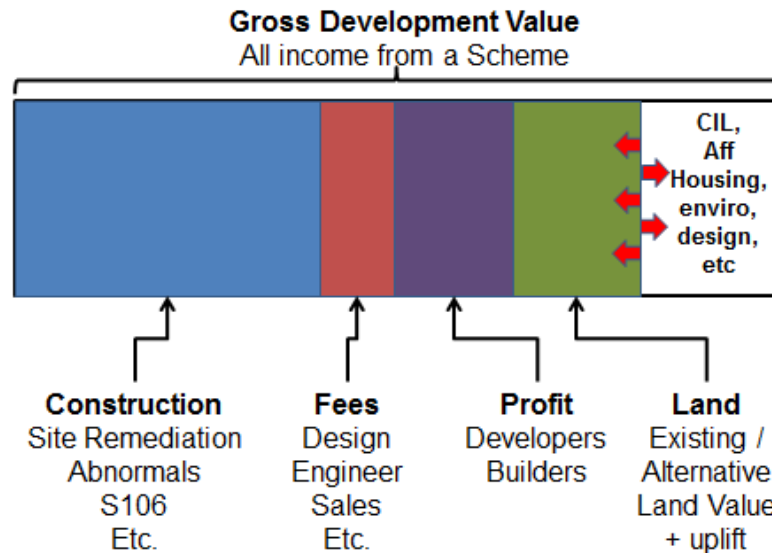 Gross Development Value
All income from a Scheme
CIL,
Aff
Housing,
enviro,
design,
etc
Construction
Site Remediation
Abnormals
S106
Etc.
Fees
Design
Engineer
Sales
Etc.
Profit
Developers
Builders
Land
Existing /
Alternative
Land Value
+ uplift